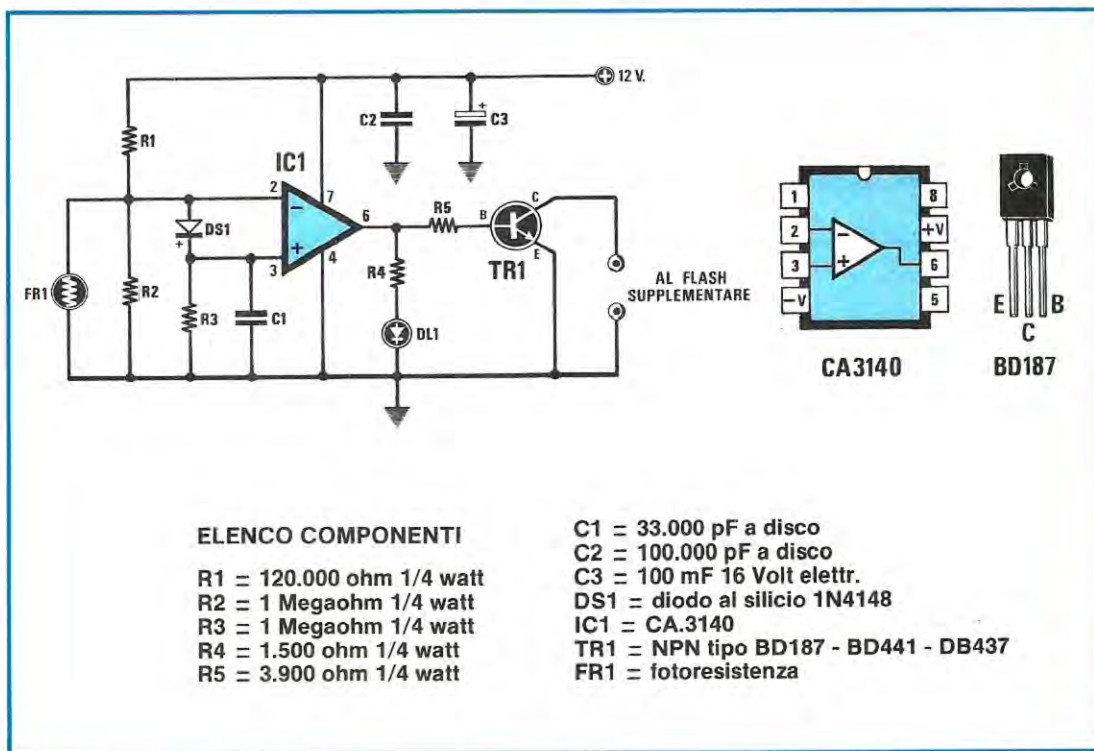 12 V.
R1
C2
C3
+
IC1
2
7
DS1
+
6
R5
B
C
E
TR1
3
4
R4
FR1
R2
R3
C1
DL1
AL FLASH
SUPPLEMENTARE
1
8
2
+V
3
6
-V
5
CA3140
E
B
C
BD187
ELENCO COMPONENTI
R1 = 120.000 ohm 1/4 watt
R2 = 1 Megaohm 1/4 watt
R3 = 1 Megaohm 1/4 watt
R4 = 1.500 ohm 1/4 watt
R5 = 3.900 ohm 1/4 watt
C1 = 33.000 pF a disco
C2 = 100.000 pF a disco
C3 = 100 mF 16 Volt elettr.
DS1 = diodo al silicio 1N4148
IC1 = CA.3140
TR1 = NPN tipo BD187 - BD441 - DB437
FR1 = fotoresistenza